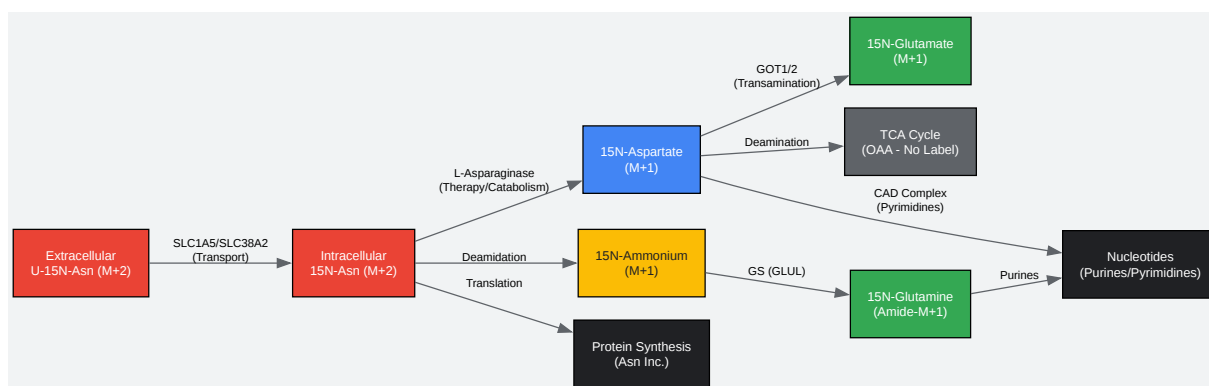 Extracellular
U-15N-Asn (M+2)
SLC1A5/SLC38A2
(Transport)
Intracellular
15N-Asn (M+2)
L-Asparaginase
(Therapy/Catabolism)
Deamidation
Translation
15N-Aspartate
(M+1)
15N-Ammonium
(M+1)
Protein Synthesis
(Asn Inc.)
GOT1/2
(Transamination)
Deamination
CAD Complex
(Pyrimidines)
GS (GLUL)
15N-Glutamate
(M+1)
TCA Cycle
(OAA - No Label)
15N-Glutamine
(Amide-M+1)
Purines
Nucleotides
(Purines/Pyrimidines)